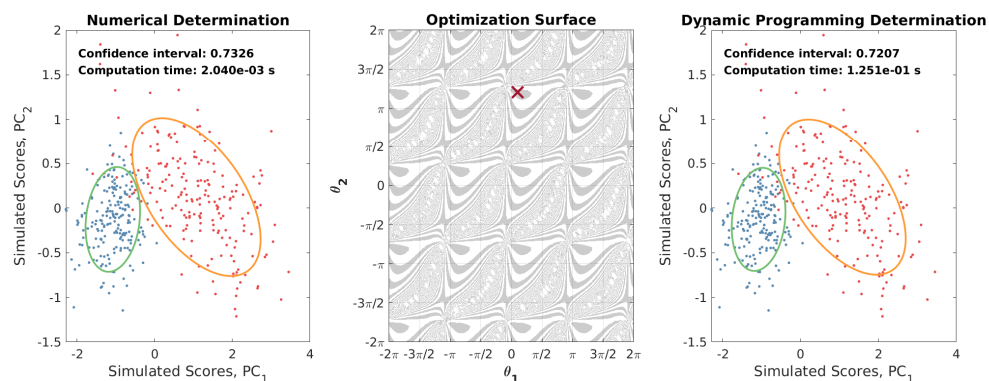 Numerical Determination
Confidence interval: 0.7326
Computation time: 2.040e-03 s
2
1.5
1
0.5
0
-0.5
-1
-1.5
-2
0
2
4
Simulated Scores, PC2
Simulated Scores, PC1
Optimization Surface
2π
3π/2
π
π/2
0
-π/2
-π
-3π/2
-2π
-2π -3π/2 -π -π/2 0 π/2 π 3π/2 2π
θ2
θ1
Dynamic Programming Determination
Confidence interval: 0.7207
Computation time: 1.251e-01 s
2
1.5
1
0.5
0
-0.5
-1
-1.5
-2
0
2
4
Simulated Scores, PC2
Simulated Scores, PC1